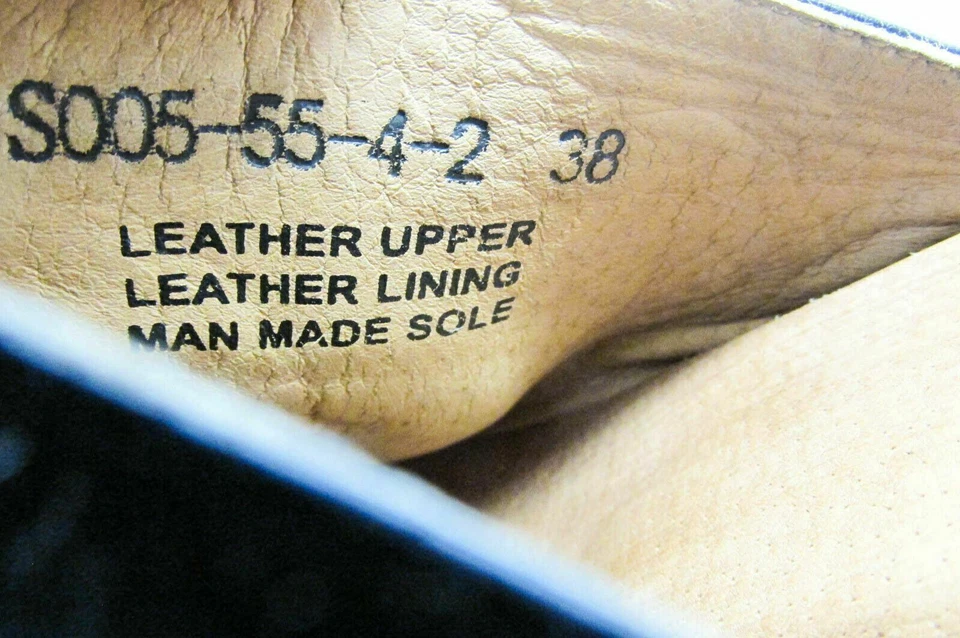 S005-55-4-2 38
LEATHER UPPER
LEATHER LINING
MAN MADE SOLE